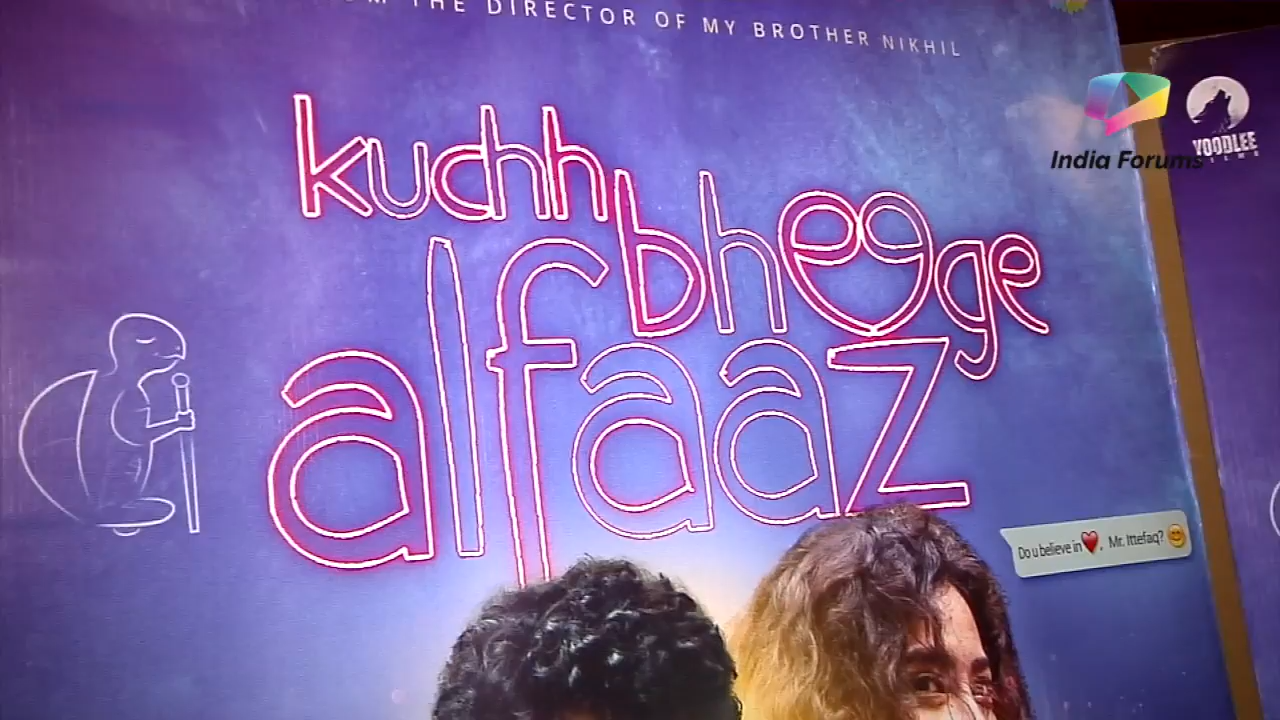 THE DIRECTOR OF MY BROTHER NIKHIL
India Forums
YOODLEE
kuchh
bheege
alfaaz
Do u believe in❤️, Mr. Ittefaq?😊